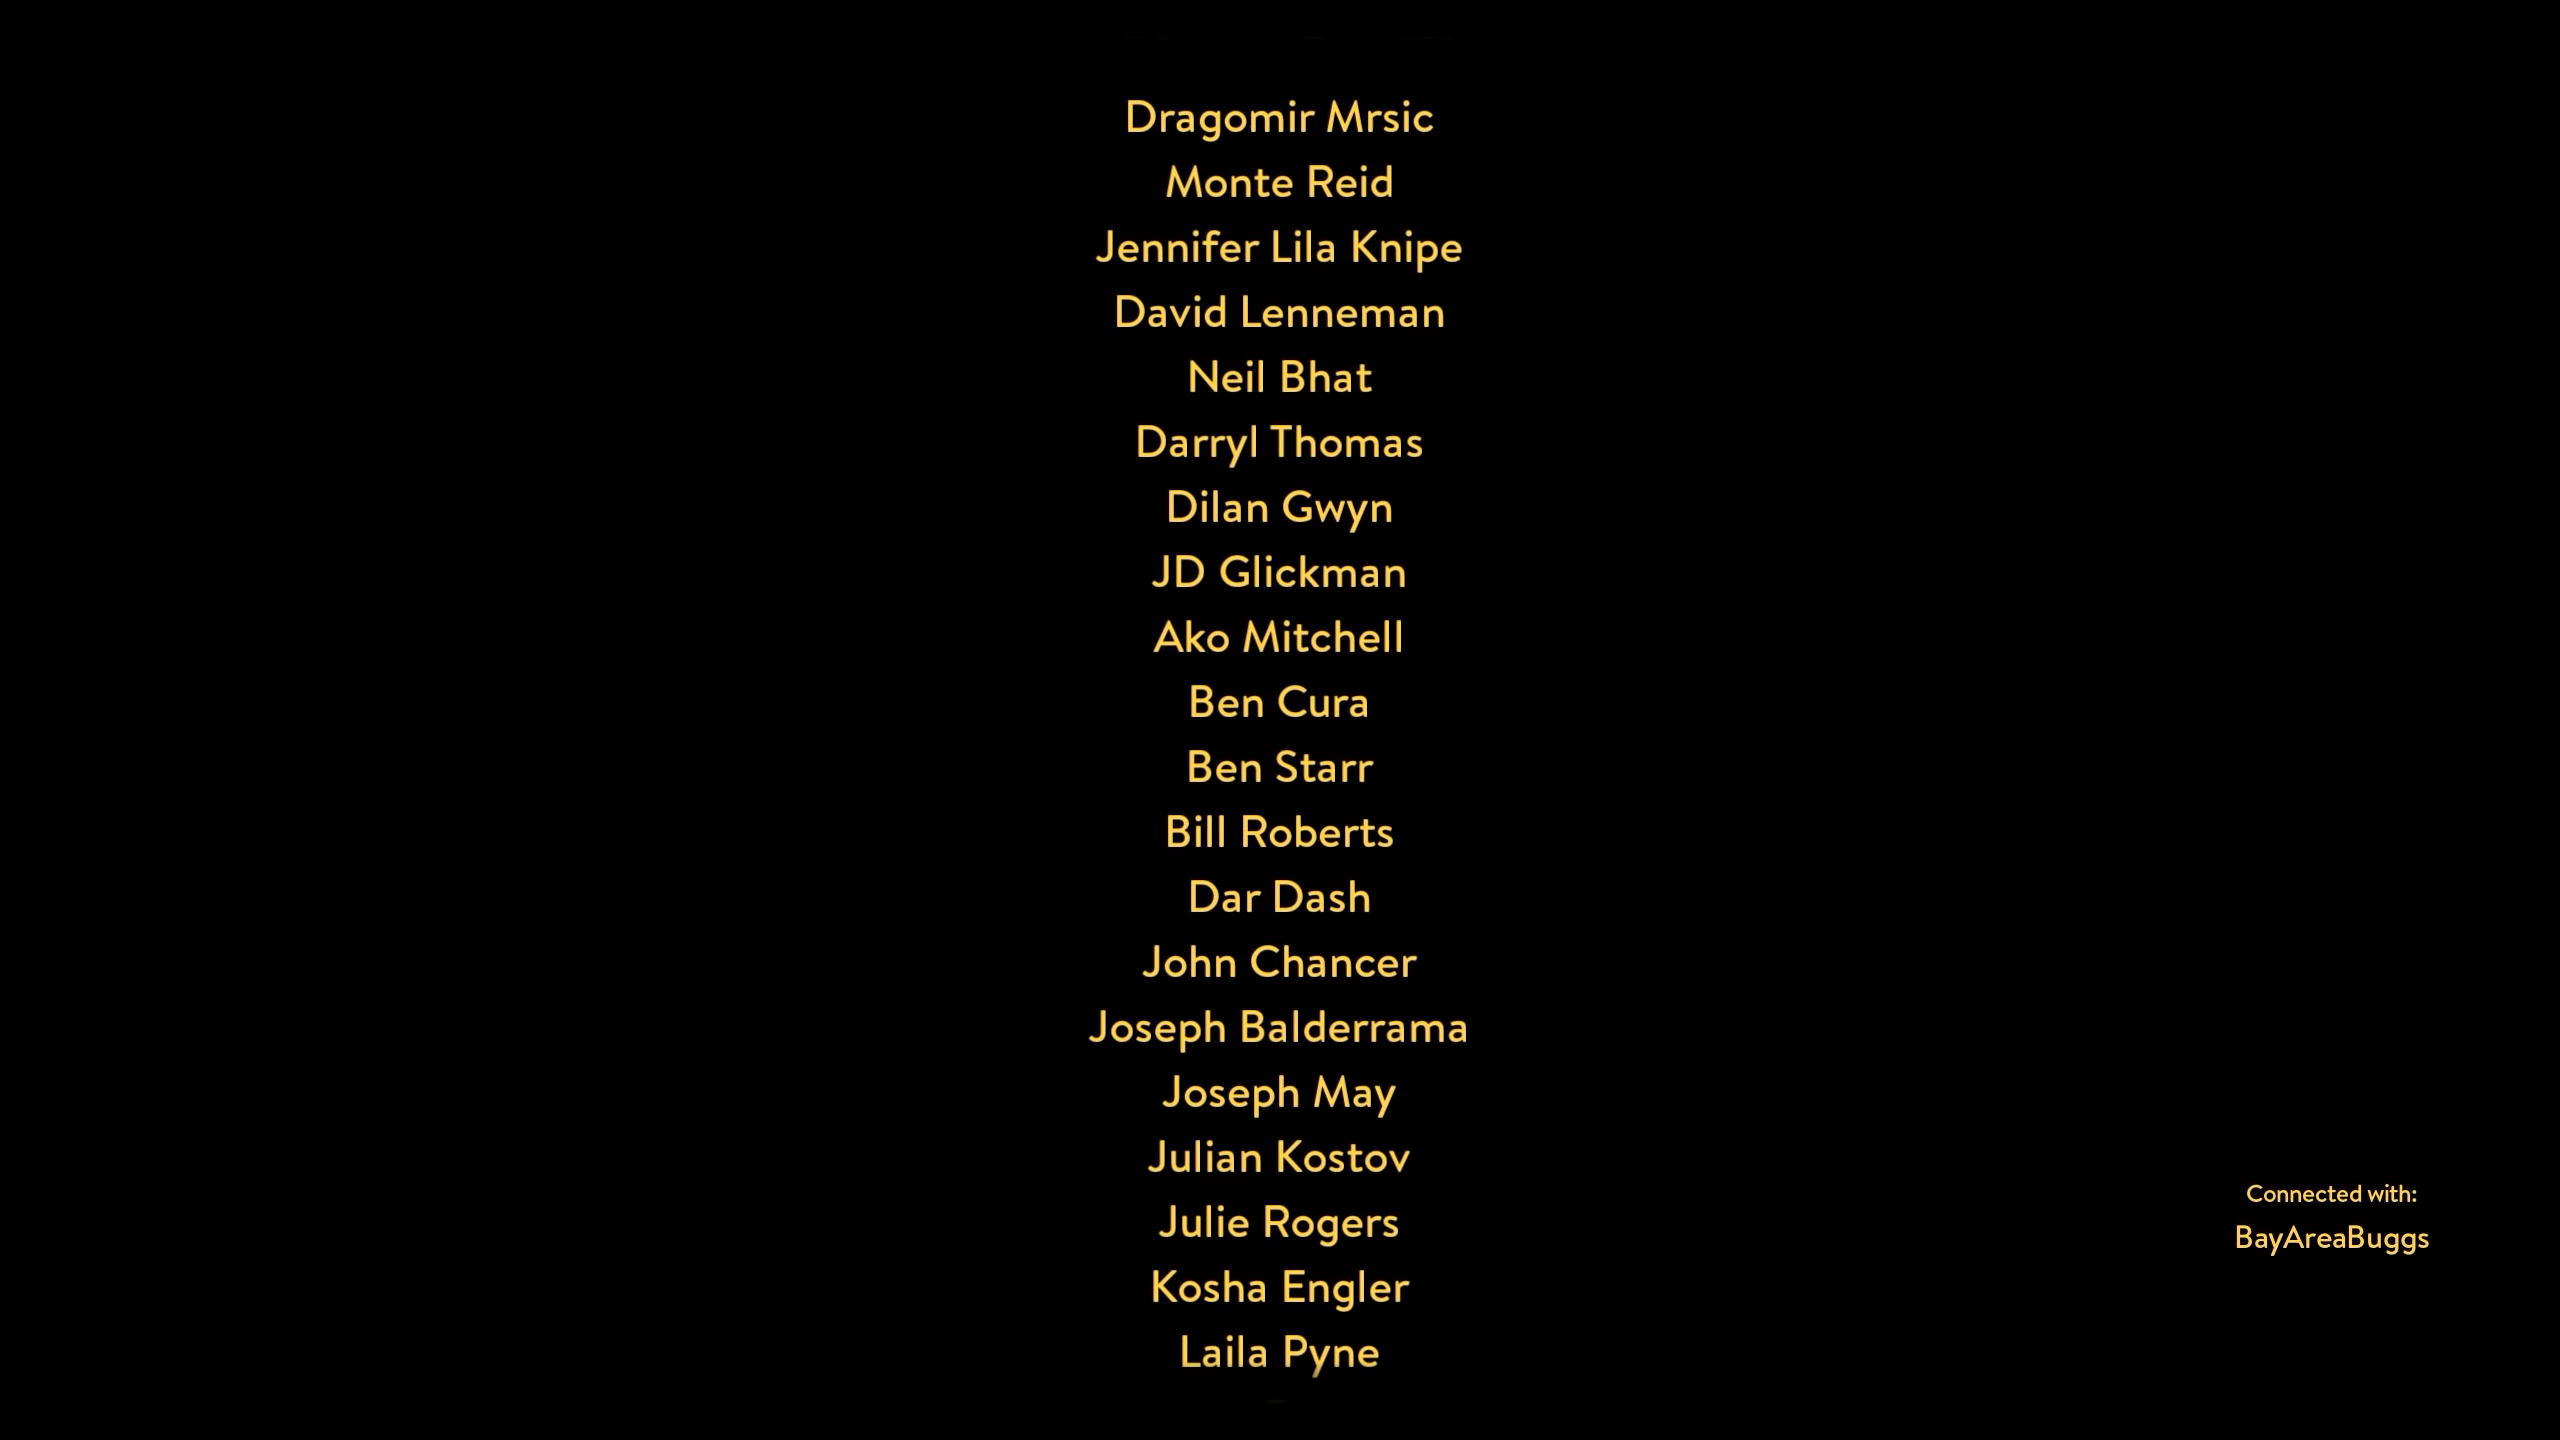 Dragomir Mrsic
Monte Reid
Jennifer Lila Knipe
David Lenneman
Neil Bhat
Darryl Thomas
Dilan Gwyn
JD Glickman
Ako Mitchell
Ben Cura
Ben Starr
Bill Roberts
Dar Dash
John Chancer
Joseph Balderrama
Joseph May
Julian Kostov
Julie Rogers
Kosha Engler
Laila Pyne
Connected with:
BayAreaBuggs